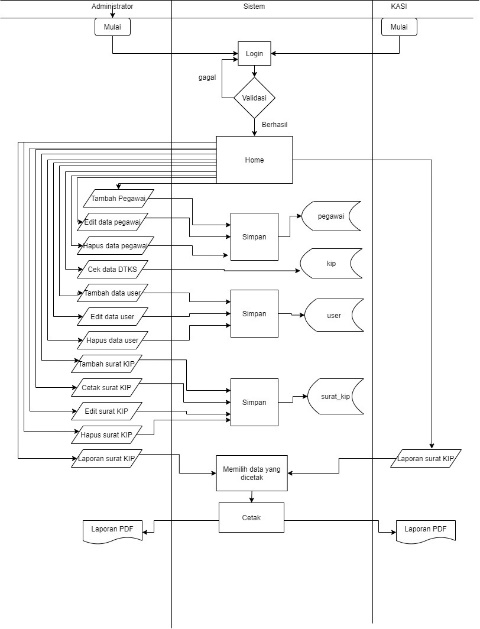 Administrator
Sistem
KASI
Mulai
Mulai
Login
gagal
Validasi
Berhasil
Home
Tambah Pegawai
pegawai
Edit data pegawai
Simpan
Hapus data pegawai
Cek data DTKS
kip
Tambah data user
Edit data user
Simpan
user
Hapus data user
Tambah surat KIP
Cetak surat KIP
Simpan
surat_kip
Edit surat KIP
Hapus surat KIP
Laporan surat KIP
Laporan surat KIP
Memilih data yang
dicetak
Cetak
Laporan PDF
Laporan PDF